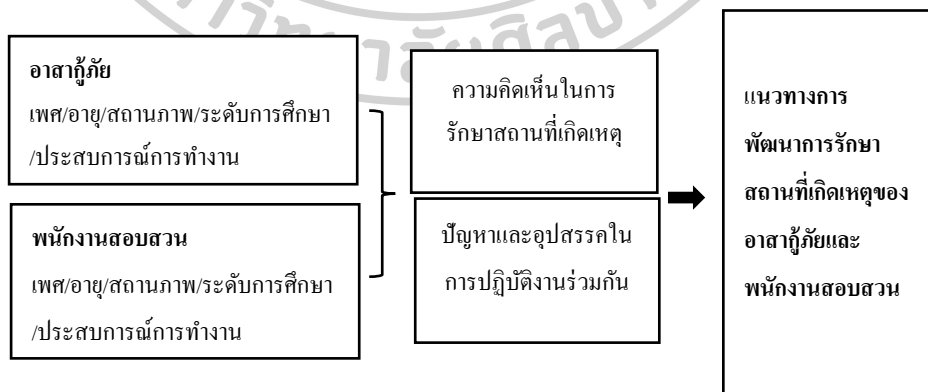 อาสากู้ภัย
เพศ/อายุ/สถานภาพ/ระดับการศึกษา
/ประสบการณ์การทำงาน
พนักงานสอบสวน
เพศ/อายุ/สถานภาพ/ระดับการศึกษา
/ประสบการณ์การทำงาน
ความคิดเห็นในการ
รักษาสถานที่เกิดเหตุ
ปัญหาและอุปสรรคใน
การปฏิบัติงานร่วมกัน
แนวทางการ
พัฒนาการรักษา
สถานที่เกิดเหตุของ
อาสากู้ภัยและ
พนักงานสอบสวน